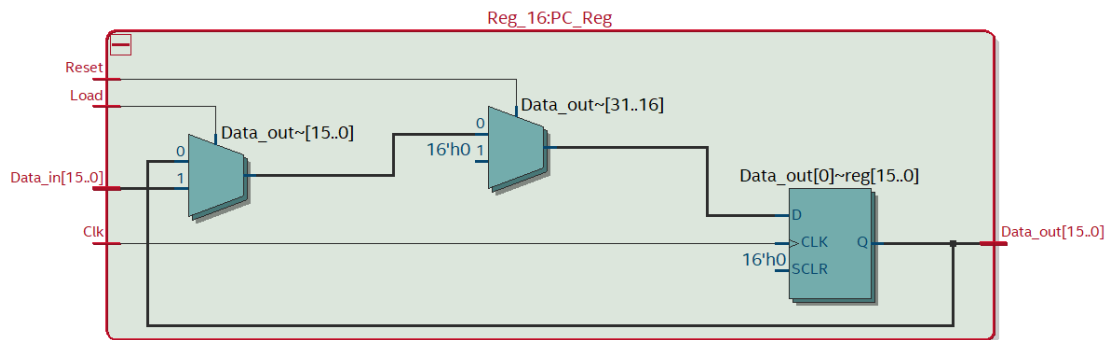 Reg_16:PC_Reg
Reset
Load
Data_out~[31..16]
Data_out~[15..0]
0
16'h0 1
0
1
Data_in[15..0]
Data_out[0]~reg[15..0]
D
Clk
CLK Q
Data_out[15..0]
16'h0
SCLR